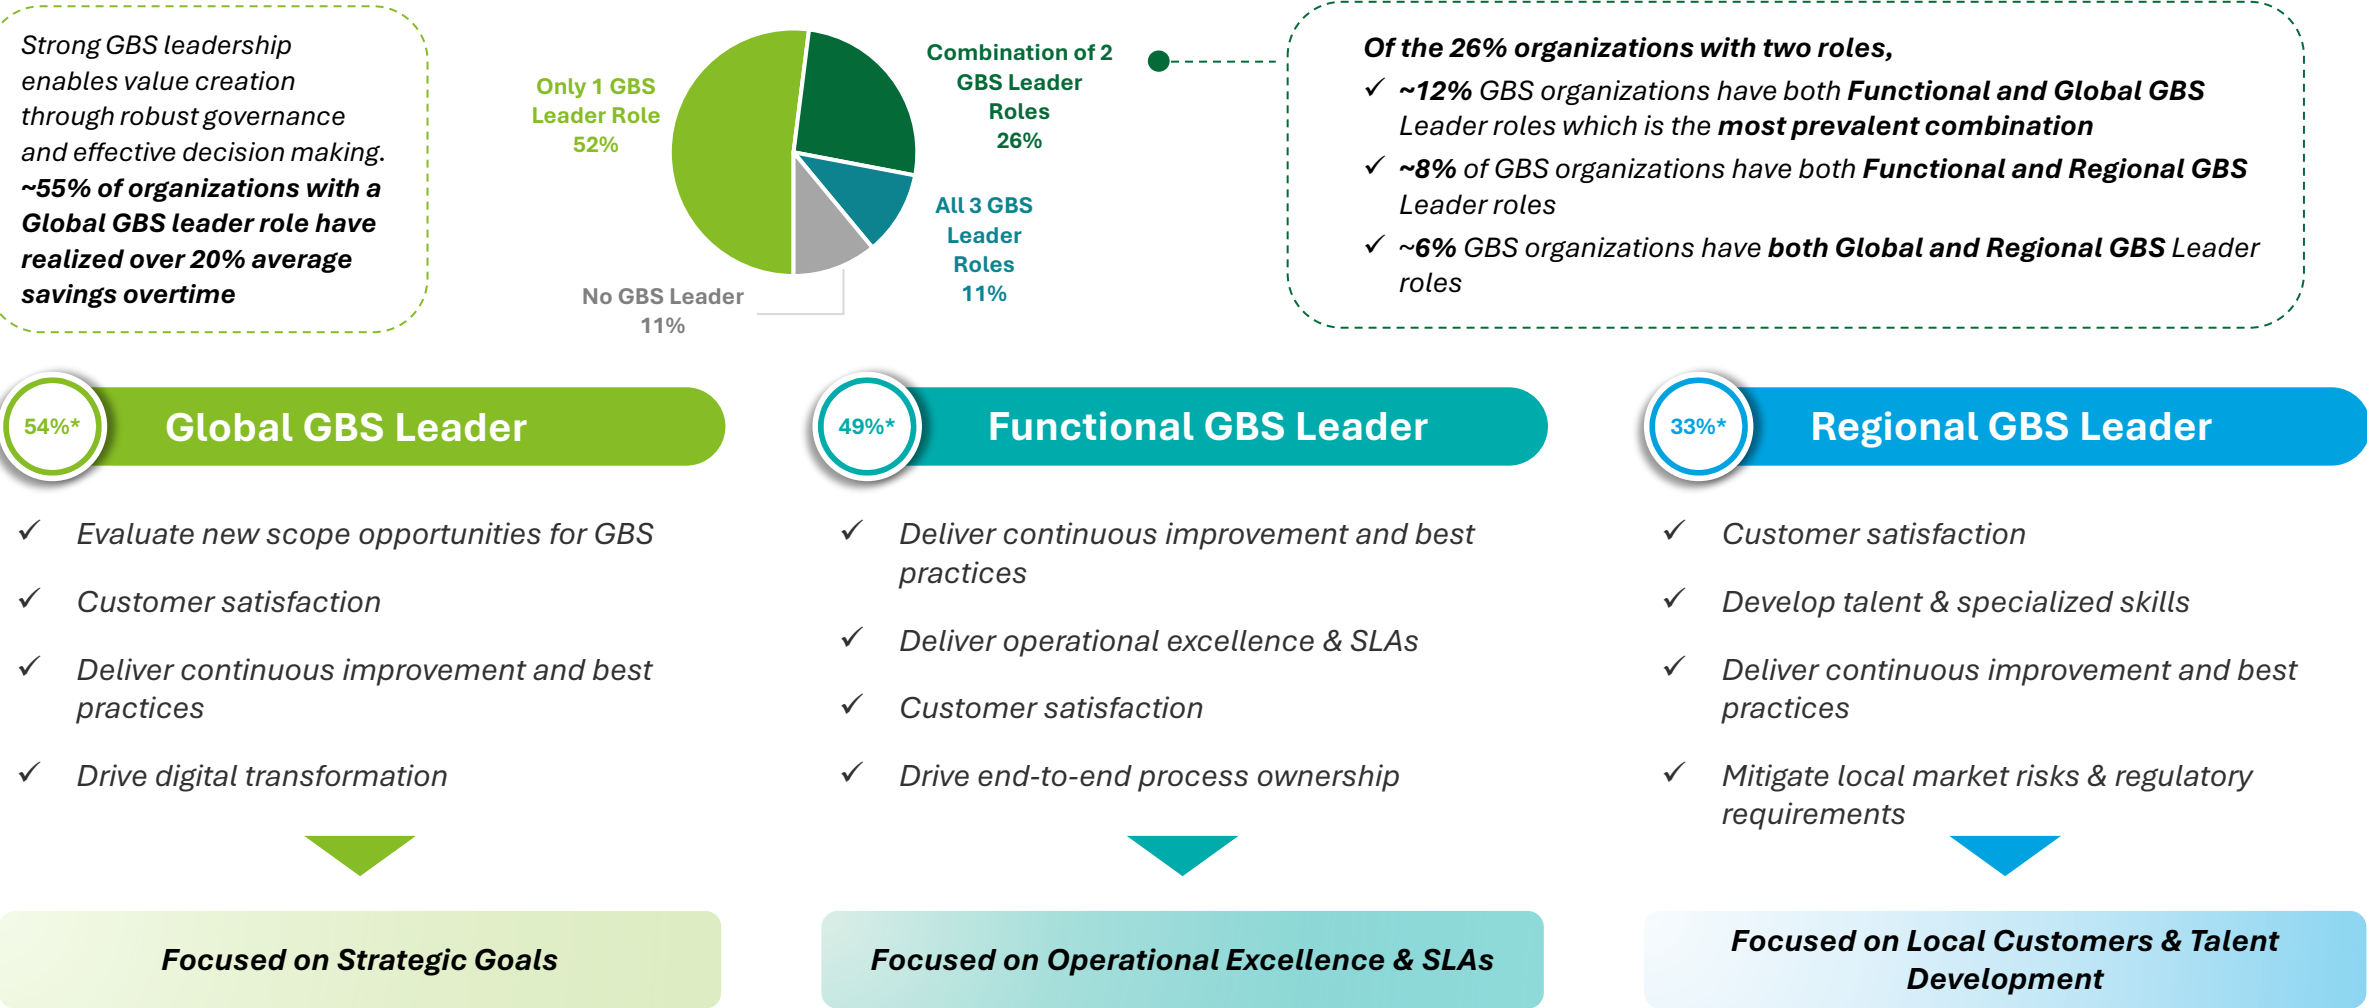 Strong GBS leadership
enables value creation
through robust governance
and effective decision making.
~55% of organizations with a
Global GBS leader role have
realized over 20% average
savings overtime
Only 1 GBS
Leader Role
52%
Combination of 2
GBS Leader
Roles
26%
All 3 GBS
Leader
Roles
11%
No GBS Leader
11%
Of the 26% organizations with two roles,
✓ ~12% GBS organizations have both Functional and Global GBS
Leader roles which is the most prevalent combination
✓ ~8% of GBS organizations have both Functional and Regional GBS
Leader roles
✓ ~6% GBS organizations have both Global and Regional GBS Leader
roles
54%*
Global GBS Leader
✓ Evaluate new scope opportunities for GBS
✓ Customer satisfaction
✓ Deliver continuous improvement and best
practices
✓ Drive digital transformation
Focused on Strategic Goals
49%*
Functional GBS Leader
✓ Deliver continuous improvement and best
practices
✓ Deliver operational excellence & SLAs
✓ Customer satisfaction
✓ Drive end-to-end process ownership
Focused on Operational Excellence & SLAs
33%*
Regional GBS Leader
✓ Customer satisfaction
✓ Develop talent & specialized skills
✓ Deliver continuous improvement and best
practices
✓ Mitigate local market risks & regulatory
requirements
Focused on Local Customers & Talent
Development